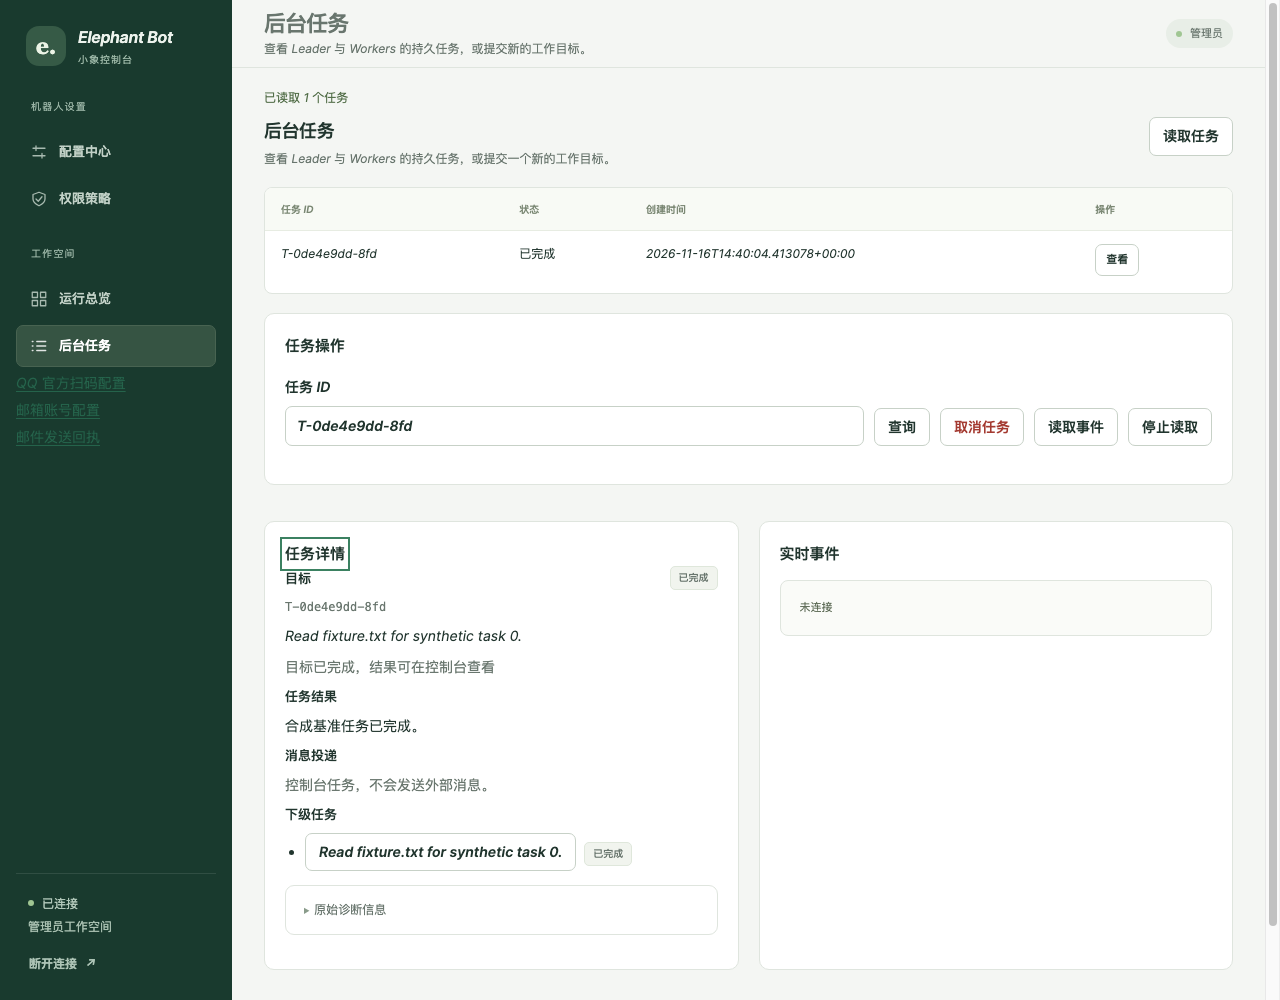 e.
Elephant Bot
小象控制台
机器人设置
配置中心
权限策略
工作空间
运行总览
后台任务
QQ 官方扫码配置
邮箱账号配置
邮件发送回执
已连接
管理员工作空间
断开连接
后台任务
查看 Leader 与 Workers 的持久任务，或提交新的工作目标。
管理员
已读取 1 个任务
后台任务
查看 Leader 与 Workers 的持久任务，或提交一个新的工作目标。
读取任务
任务 ID 状态 创建时间 操作
T-0de4e9dd-8fd 已完成 2026-11-16T14:40:04.413078+00:00 查看
任务操作
任务 ID
T-0de4e9dd-8fd 查询 取消任务 读取事件 停止读取
任务详情
目标 已完成
T-0de4e9dd-8fd
Read fixture.txt for synthetic task 0.
目标已完成，结果可在控制台查看
任务结果
合成基准任务已完成。
消息投递
控制台任务，不会发送外部消息。
下级任务
Read fixture.txt for synthetic task 0. 已完成
原始诊断信息
实时事件
未连接